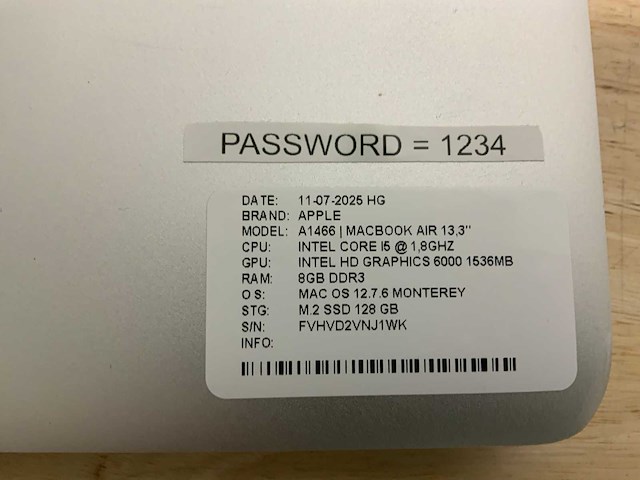 PASSWORD = 1234
DATE: 11-07-2025 HG
BRAND: APPLE
MODEL: A1466 | MACBOOK AIR 13,3"
CPU: INTEL CORE I5 @ 1,8GHZ
GPU: INTEL HD GRAPHICS 6000 1536MB
RAM: 8GB DDR3
OS: MAC OS 12.7.6 MONTEREY
STG: M.2 SSD 128 GB
S/N: FVHVD2VNJ1WK
INFO: